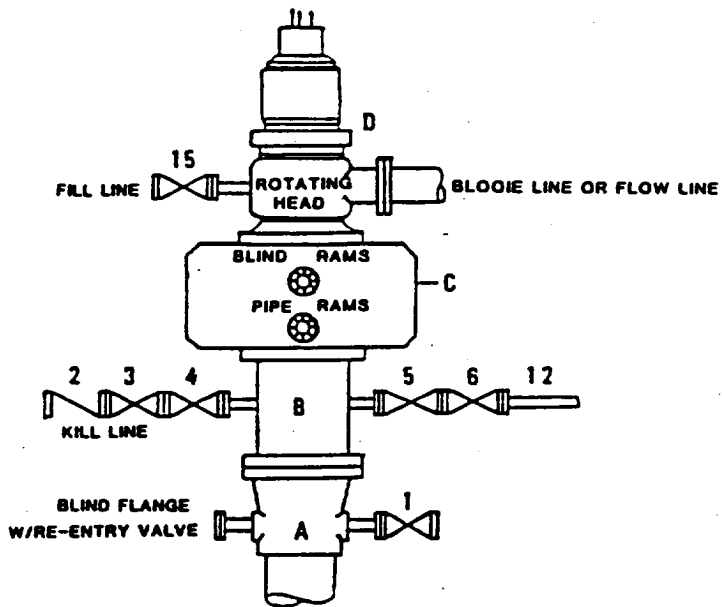 D
15
FILL LINE
ROTATING
HEAD
BLOOIE LINE OR FLOW LINE
BLIND RAMS
C
PIPE RAMS
2 3 4
5 6 12
B
KILL LINE
BLIND FLANGE
W/RE-ENTRY VALVE
1
A